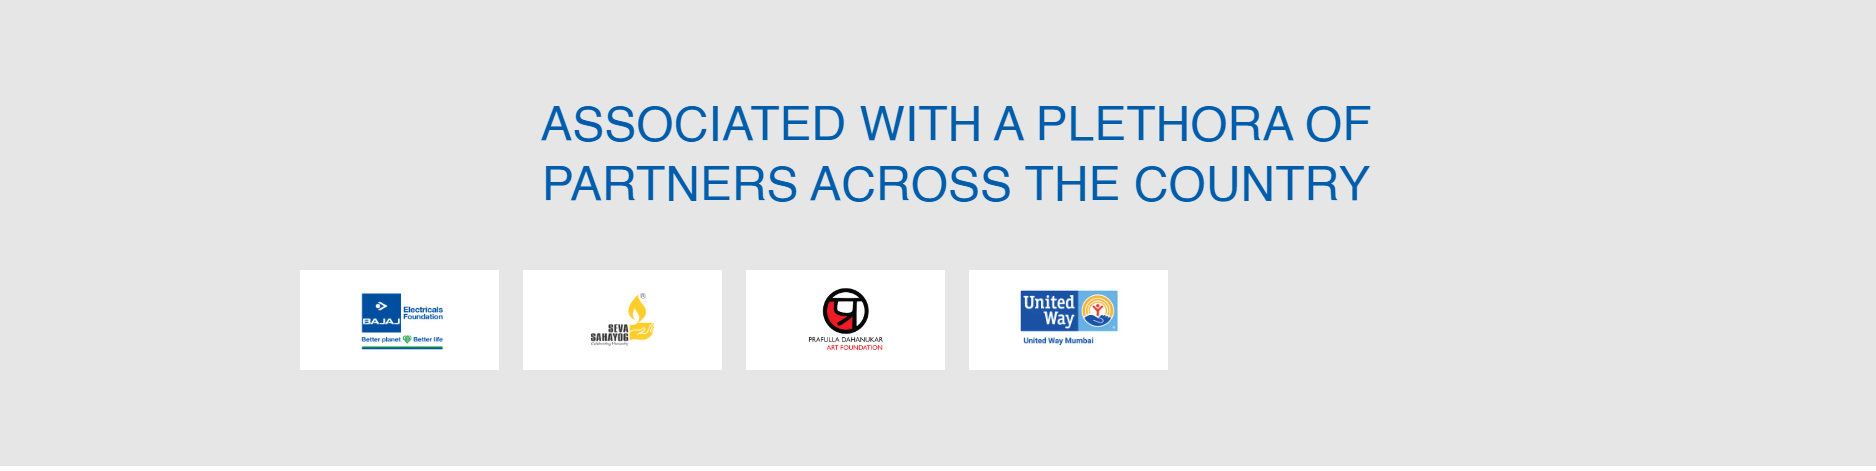 ASSOCIATED WITH A PLETHORA OF
PARTNERS ACROSS THE COUNTRY
BAJAJ
Electricals
Foundation
Better planet Better life
SEVA
SAHAYOG
Celebrating Humanity
®
PRAFULLA DAHANUKAR
ART FOUNDATION
United
Way
United Way Mumbai